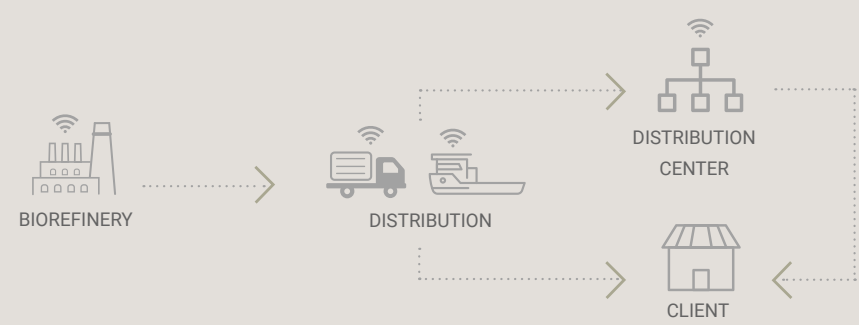 BIOREFINERY
DISTRIBUTION
DISTRIBUTION
CENTER
CLIENT